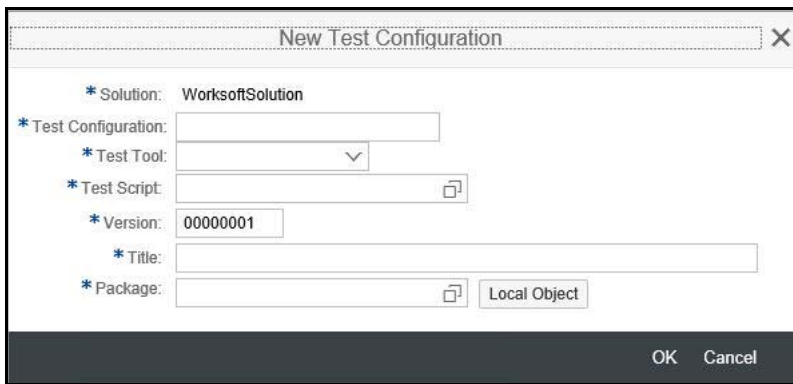 New Test Configuration
* Solution: WorksoftSolution
* Test Configuration:
* Test Tool:
* Test Script:
* Version: 00000001
* Title:
* Package: Local Object
OK Cancel